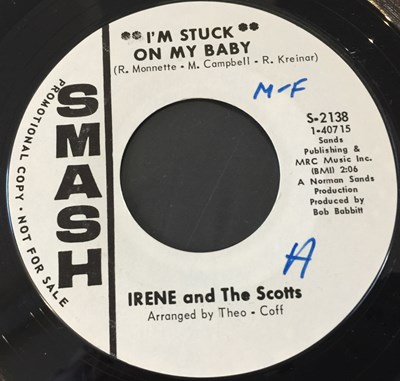 **I'M STUCK**
ON MY BABY
(R. Monnette - M. Campbell - R. Kreinar)
M-F
SMASH
PROMOTIONAL COPY • NOT FOR SALE
S-2138
1-40715
Sands
Publishing &
MRC Music Inc.
(BMI) 2:06
A Norman Sands
Production
Produced by
Bob Babbitt
A
IRENE and The Scotts
Arranged by Theo - Coff